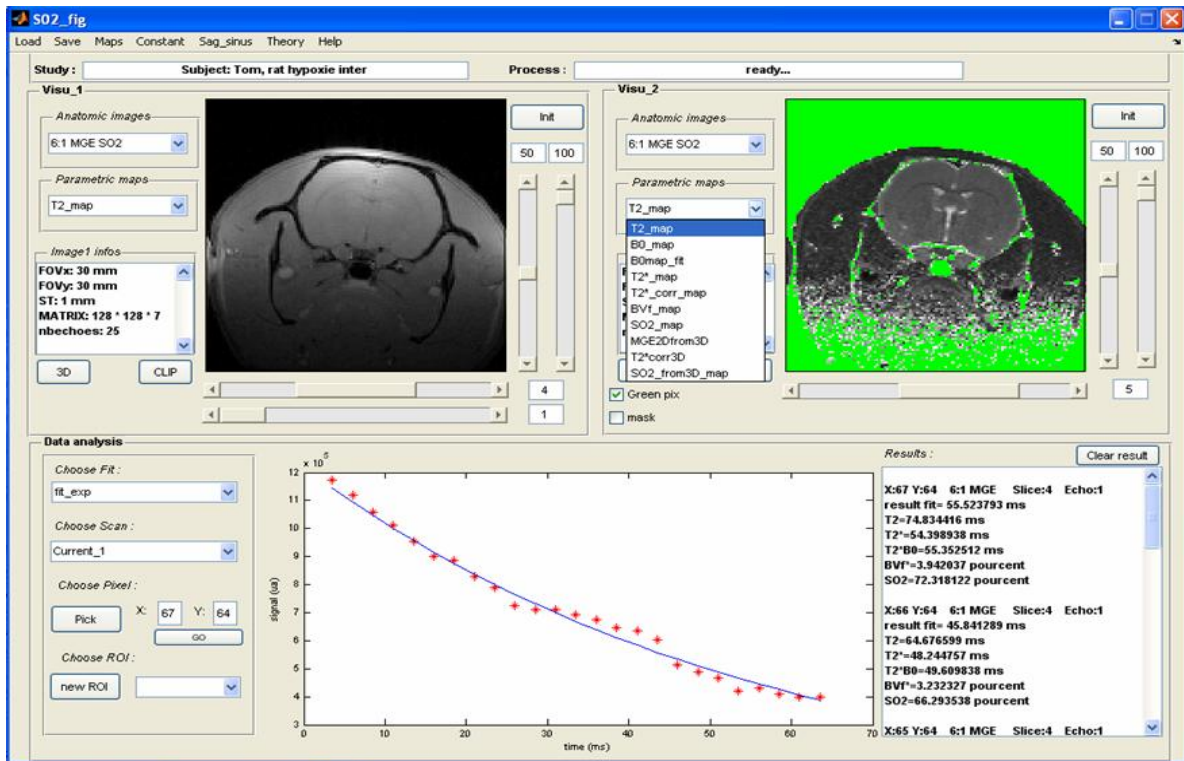 SO2_fig
Load Save Maps Constant Sag_sinus Theory Help
Study : Subject: Tom, rat hypoxie inter Process : ready...
Visu_1
Anatomic images
6:1 MGE SO2
Parametric maps
T2_map
Image1 infos
FOVx: 30 mm
FOVy: 30 mm
ST: 1 mm
MATRIX: 128 * 128 * 7
nbechoes: 25
3D CLIP
Init
50 100
4
1
Visu_2
Anatomic images
6:1 MGE SO2
Parametric maps
T2_map
T2_map
B0_map
B0map_fit
T2*_map
T2*_corr_map
BVf_map
SO2_map
MGE2Dfrom3D
T2*corr3D
SO2_from3D_map
Green pix
mask
Init
50 100
5
Data analysis
Choose Fit :
fit_exp
Choose Scan :
Current_1
Choose Pixel :
Pick X: 67 Y: 64
GO
Choose ROI :
new ROI
x 10^5
12
11
10
9
8
7
6
5
4
3
signal (ua)
0 10 20 30 40 50 60 70
time (ms)
Results : Clear result
X:67 Y:64 6:1 MGE Slice:4 Echo:1
result fit= 55.523793 ms
T2=74.834416 ms
T2*=54.398938 ms
T2*B0=55.352512 ms
BVf*=3.942037 pourcent
SO2=72.318122 pourcent
X:66 Y:64 6:1 MGE Slice:4 Echo:1
result fit= 45.841289 ms
T2=64.676599 ms
T2*=48.244757 ms
T2*B0=49.609838 ms
BVf*=3.232327 pourcent
SO2=66.293538 pourcent
X:65 Y:64 6:1 MGE Slice:4 Echo:1